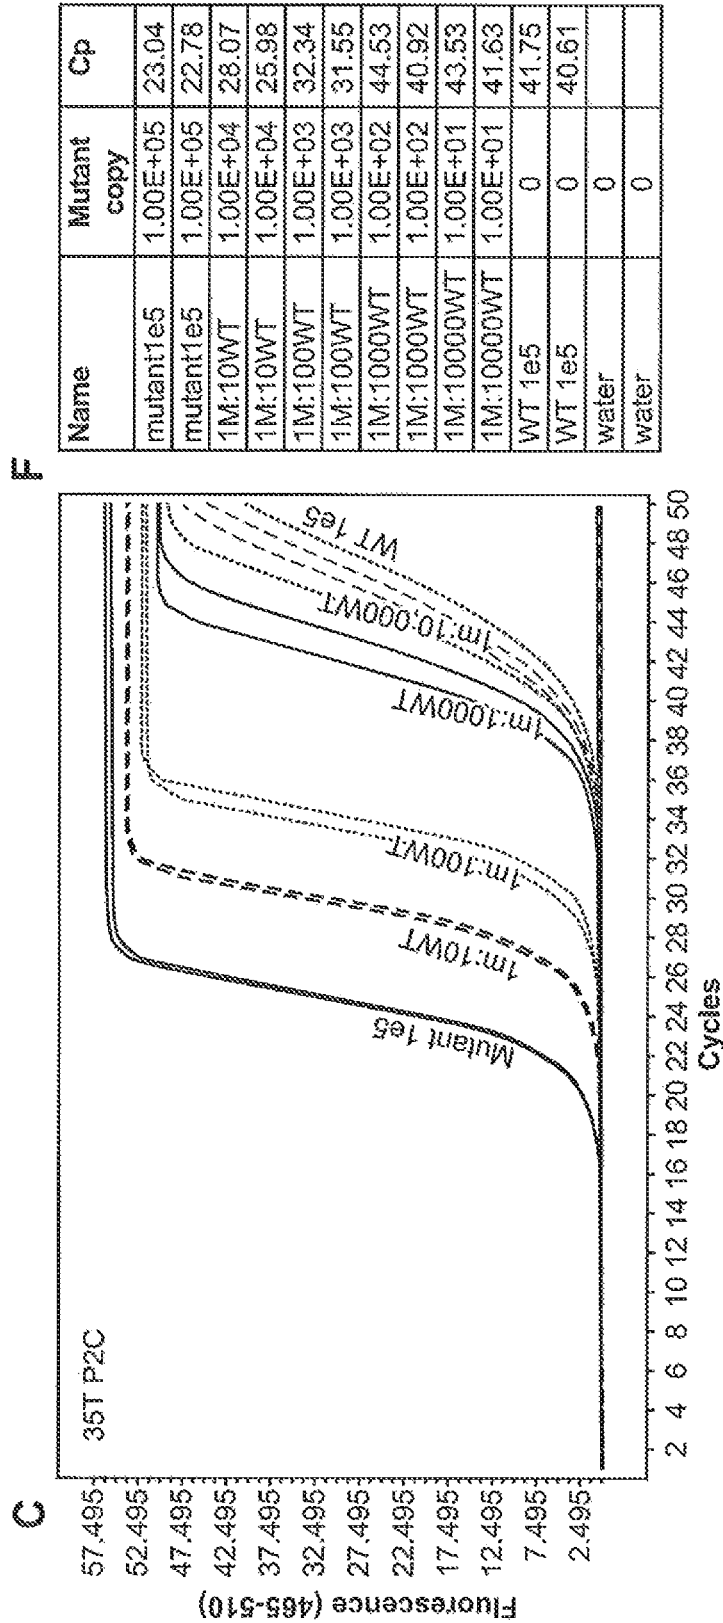 C
35T P2C
Fluorescence (465-510)
57.495
52.495
47.495
42.495
37.495
32.495
27.495
22.495
17.495
12.495
7.495
2.495
Mutant 1e5
1m:10WT
1m:100WT
1m:1000WT
1m:10,000WT
WT 1e5
2 4 6 8 10 12 14 16 18 20 22 24 26 28 30 32 34 36 38 40 42 44 46 48 50
Cycles
F
Name Mutant copy Cp
mutant1e5 1.00E+05 23.04
mutant1e5 1.00E+05 22.78
1M:10WT 1.00E+04 28.07
1M:10WT 1.00E+04 25.98
1M:100WT 1.00E+03 32.34
1M:100WT 1.00E+03 31.55
1M:1000WT 1.00E+02 44.53
1M:1000WT 1.00E+02 40.92
1M:10000WT 1.00E+01 43.53
1M:10000WT 1.00E+01 41.63
WT 1e5 0 41.75
WT 1e5 0 40.61
water 0
water 0